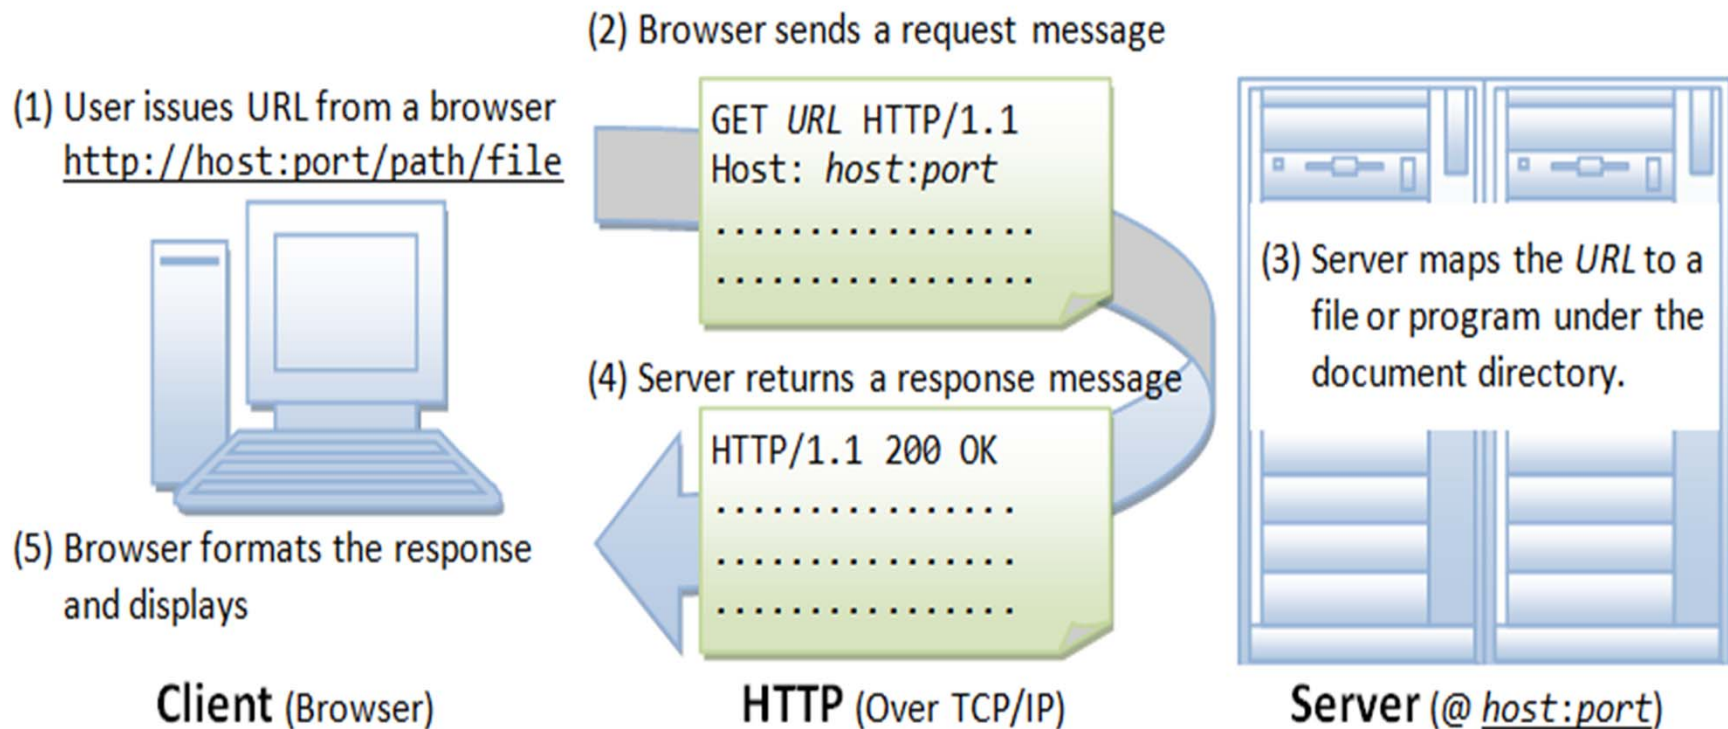 (1) User issues URL from a browser
http://host:port/path/file
(2) Browser sends a request message
GET URL HTTP/1.1
Host: host:port
.................
.................
(3) Server maps the URL to a
file or program under the
document directory.
(4) Server returns a response message
HTTP/1.1 200 OK
................
................
................
(5) Browser formats the response
and displays
Client (Browser)
HTTP (Over TCP/IP)
Server (@ host:port)